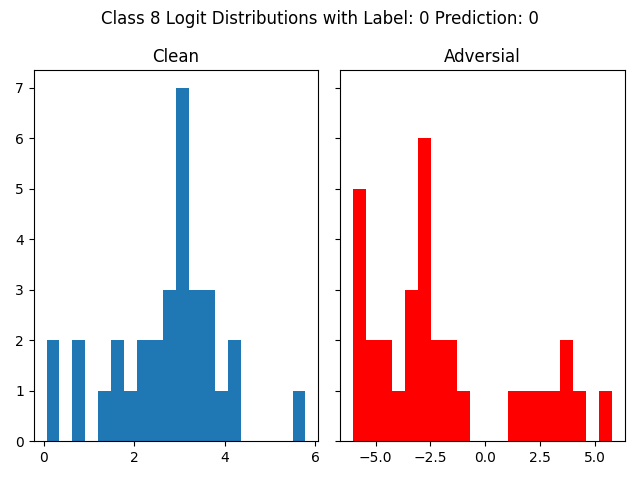 Class 8 Logit Distributions with Label: 0 Prediction: 0
Clean
Adversial
7
6
5
4
3
2
1
0
0 2 4 6
−5.0 −2.5 0.0 2.5 5.0